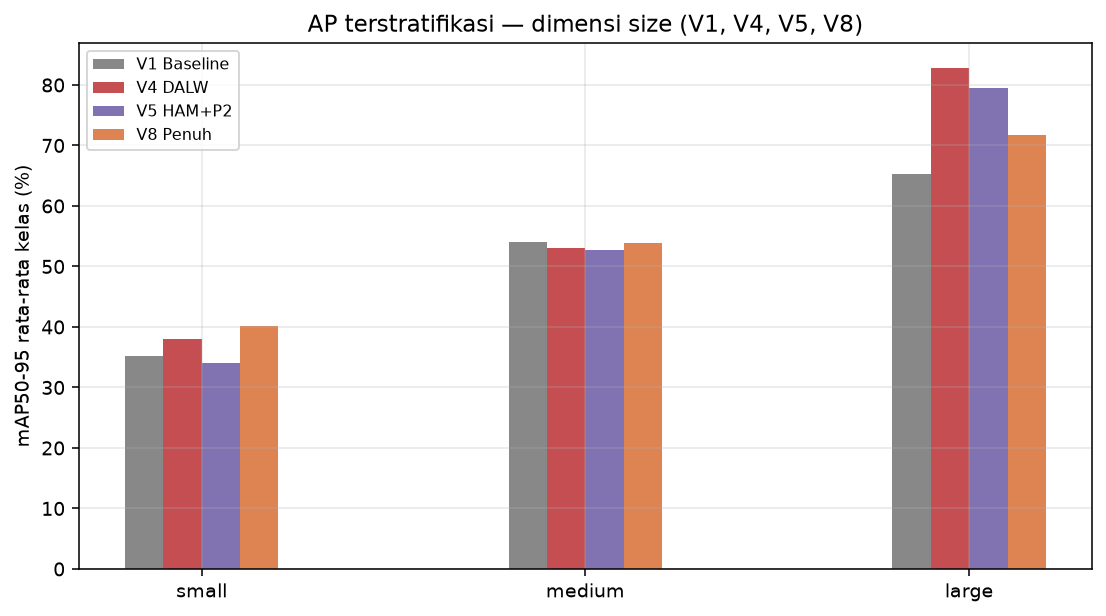 AP terstratifikasi — dimensi size (V1, V4, V5, V8)
V1 Baseline
V4 DALW
V5 HAM+P2
V8 Penuh
mAP50-95 rata-rata kelas (%)
80
70
60
50
40
30
20
10
0
small
medium
large